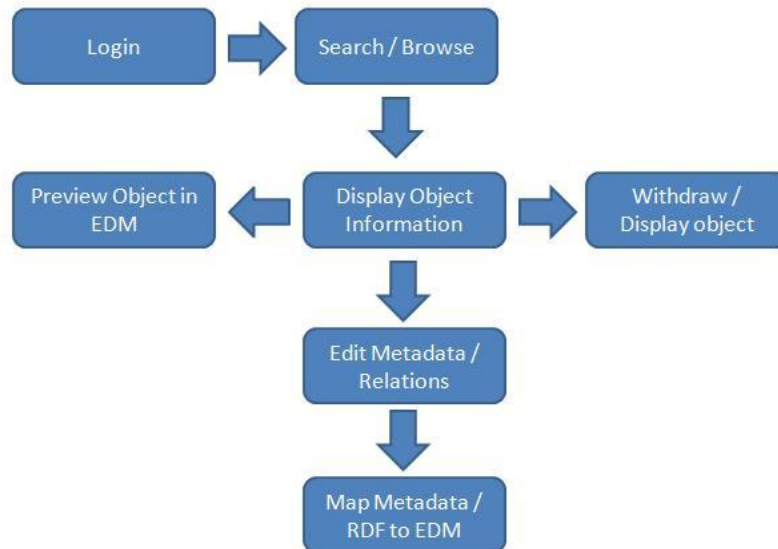 Login
Search / Browse
Preview Object in
EDM
Display Object
Information
Withdraw /
Display object
Edit Metadata /
Relations
Map Metadata /
RDF to EDM